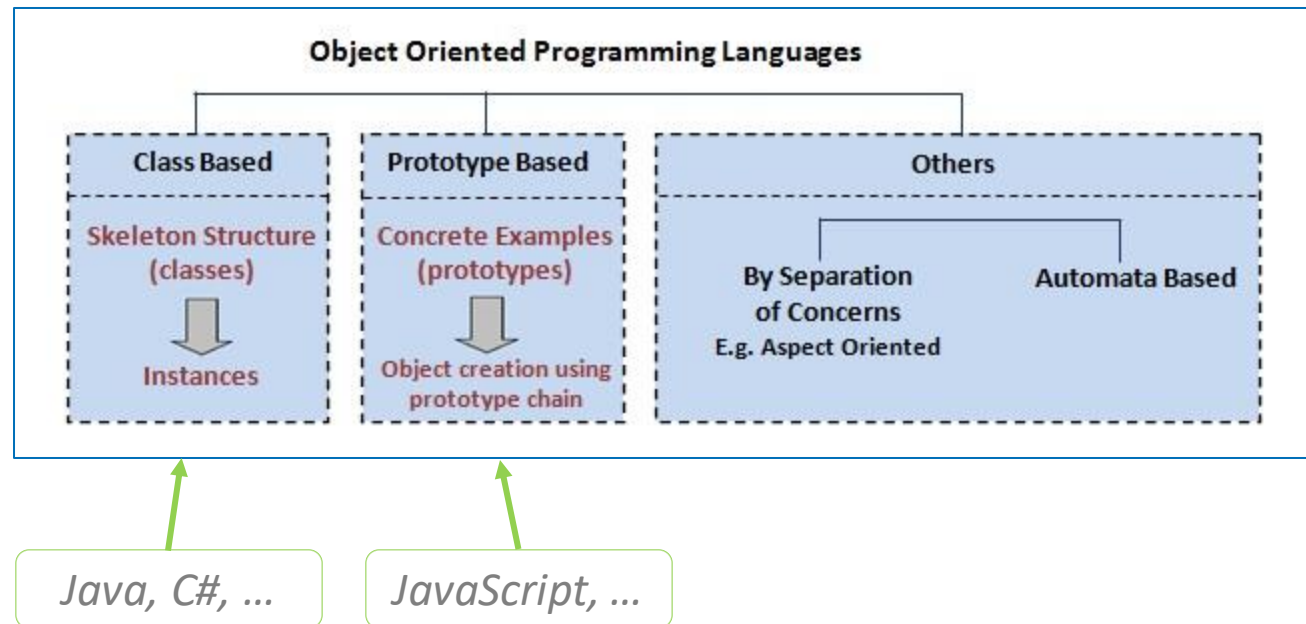 Object Oriented Programming Languages
Class Based
Skeleton Structure
(classes)
Instances
Prototype Based
Concrete Examples
(prototypes)
Object creation using
prototype chain
Others
By Separation
of Concerns
E.g. Aspect Oriented
Automata Based
Java, C#, …
JavaScript, …